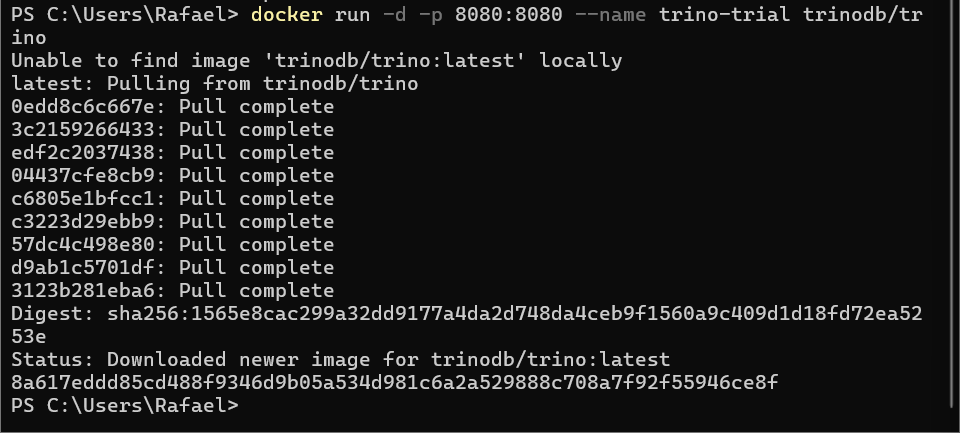 PS C:\Users\Rafael> docker run -d -p 8080:8080 --name trino-trial trinodb/tr
ino
Unable to find image 'trinodb/trino:latest' locally
latest: Pulling from trinodb/trino
0edd8c6c667e: Pull complete
3c2159266433: Pull complete
edf2c2037438: Pull complete
04437cfe8cb9: Pull complete
c6805e1bfcc1: Pull complete
c3223d29ebb9: Pull complete
57dc4c498e80: Pull complete
d9ab1c5701df: Pull complete
3123b281eba6: Pull complete
Digest: sha256:1565e8cac299a32dd9177a4da2d748da4ceb9f1560a9c409d1d18fd72ea52
53e
Status: Downloaded newer image for trinodb/trino:latest
8a617eddd85cd488f9346d9b05a534d981c6a2a529888c708a7f92f55946ce8f
PS C:\Users\Rafael>